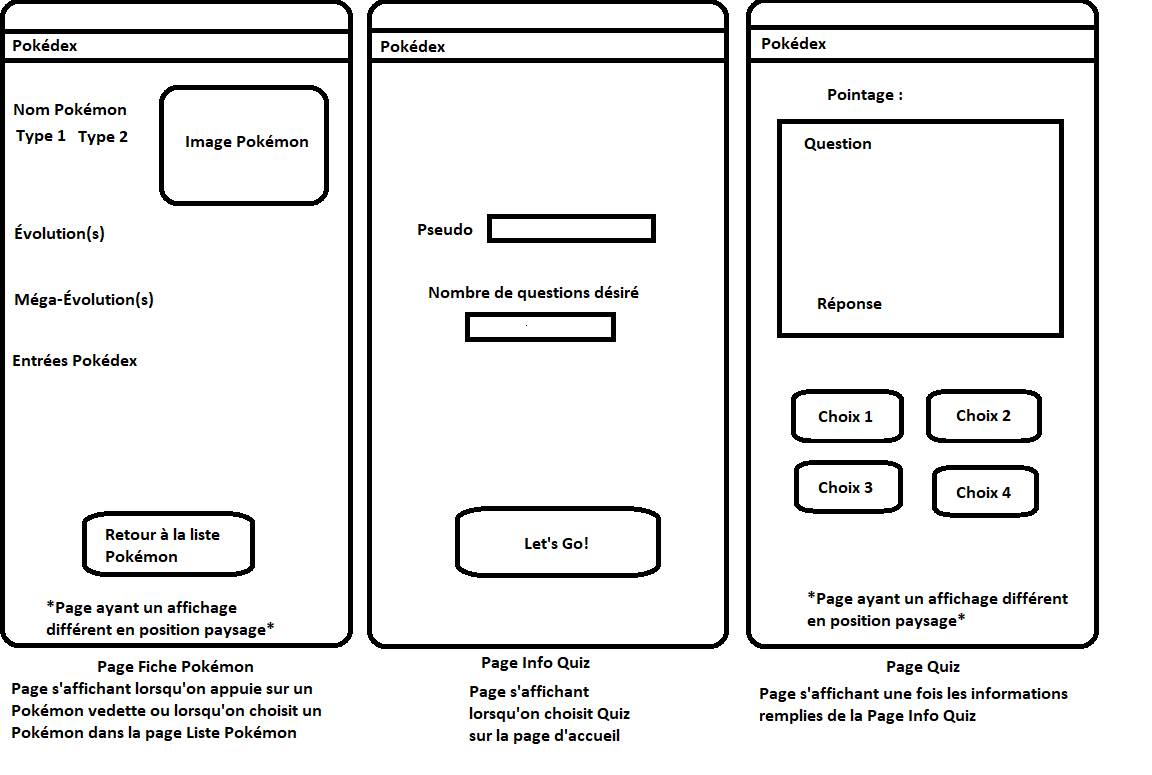 Pokédex
Nom Pokémon
Type 1 Type 2
Image Pokémon
Évolution(s)
Méga-Évolution(s)
Entrées Pokédex
Retour à la liste
Pokémon
*Page ayant un affichage
différent en position paysage*
Page Fiche Pokémon
Page s'affichant lorsqu'on appuie sur un
Pokémon vedette ou lorsqu'on choisit un
Pokémon dans la page Liste Pokémon
Pokédex
Pseudo
Nombre de questions désiré
Let's Go!
Page Info Quiz
Page s'affichant
lorsqu'on choisit Quiz
sur la page d'accueil
Pokédex
Pointage :
Question
Réponse
Choix 1
Choix 2
Choix 3
Choix 4
*Page ayant un affichage différent
en position paysage*
Page Quiz
Page s'affichant une fois les informations
remplies de la Page Info Quiz